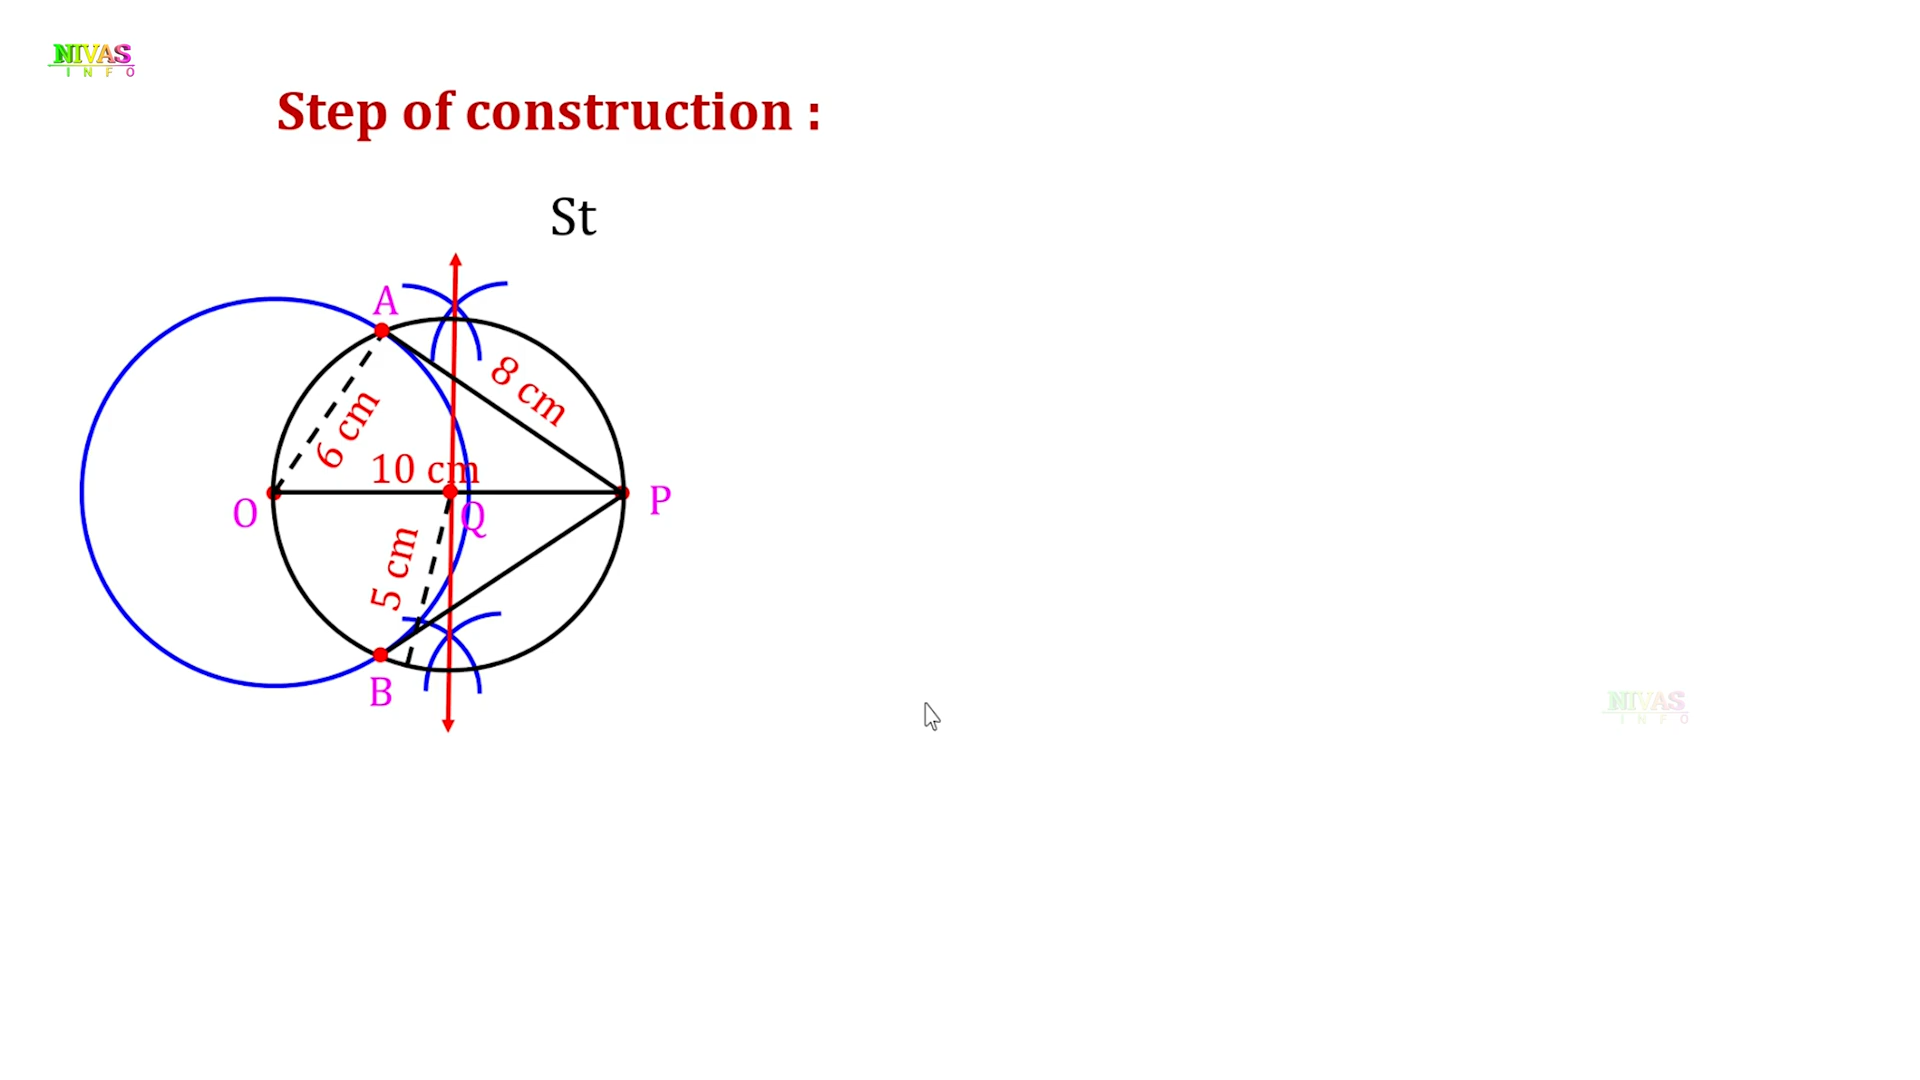 NIVAS
INFO
Step of construction :
St
A
8 cm
6 cm
10 cm
O
Q
P
5 cm
B
NIVAS
INFO